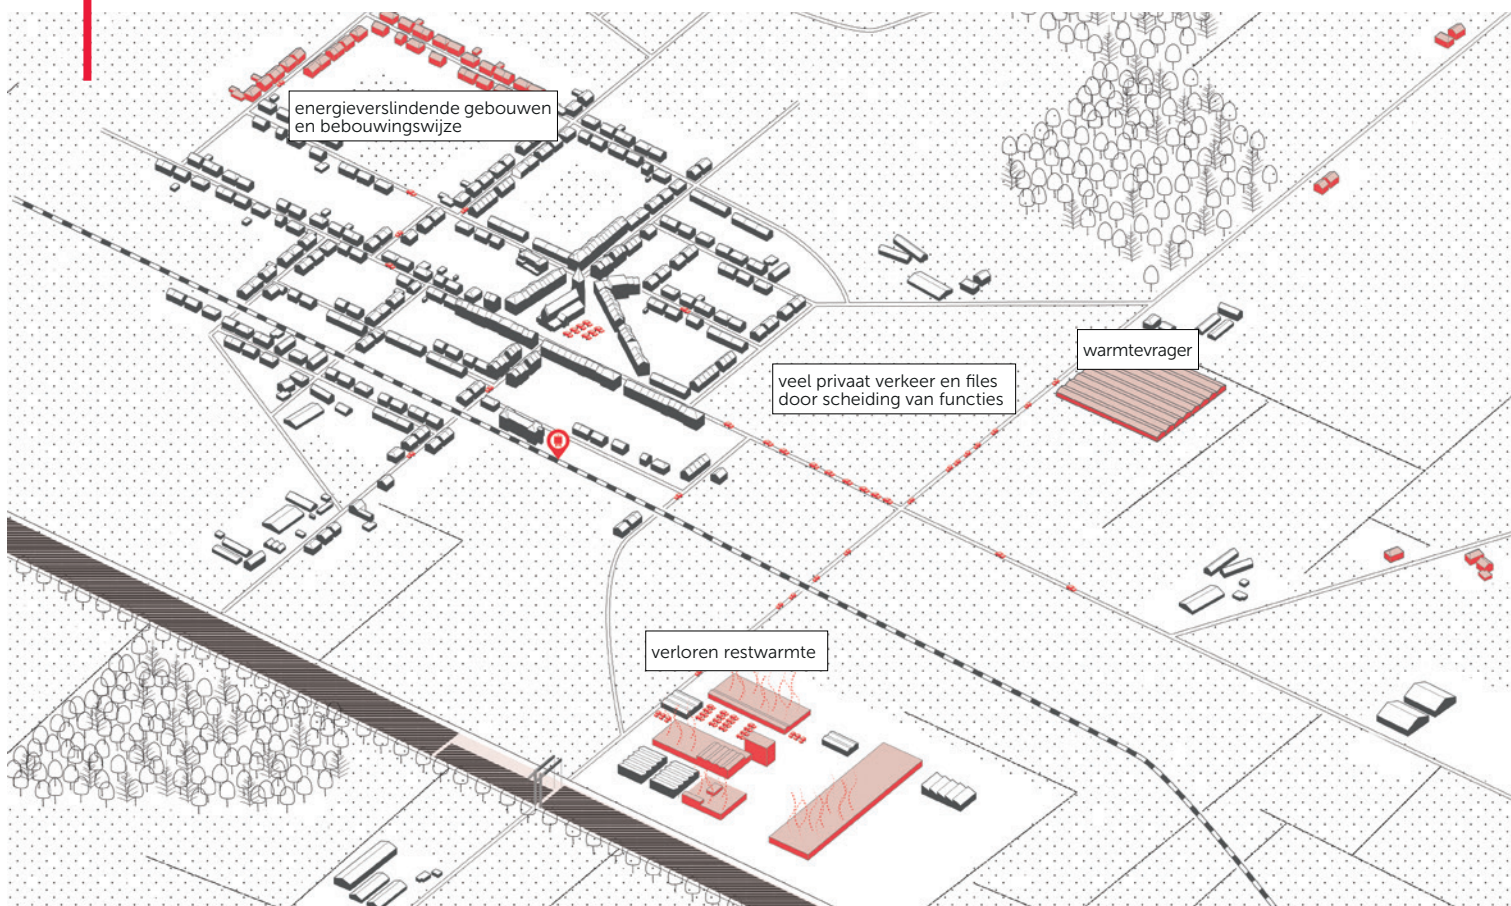 energieverslindende gebouwen
en bebouwingswijze
warmtevrager
veel privaat verkeer en files
door scheiding van functies
verloren restwarmte